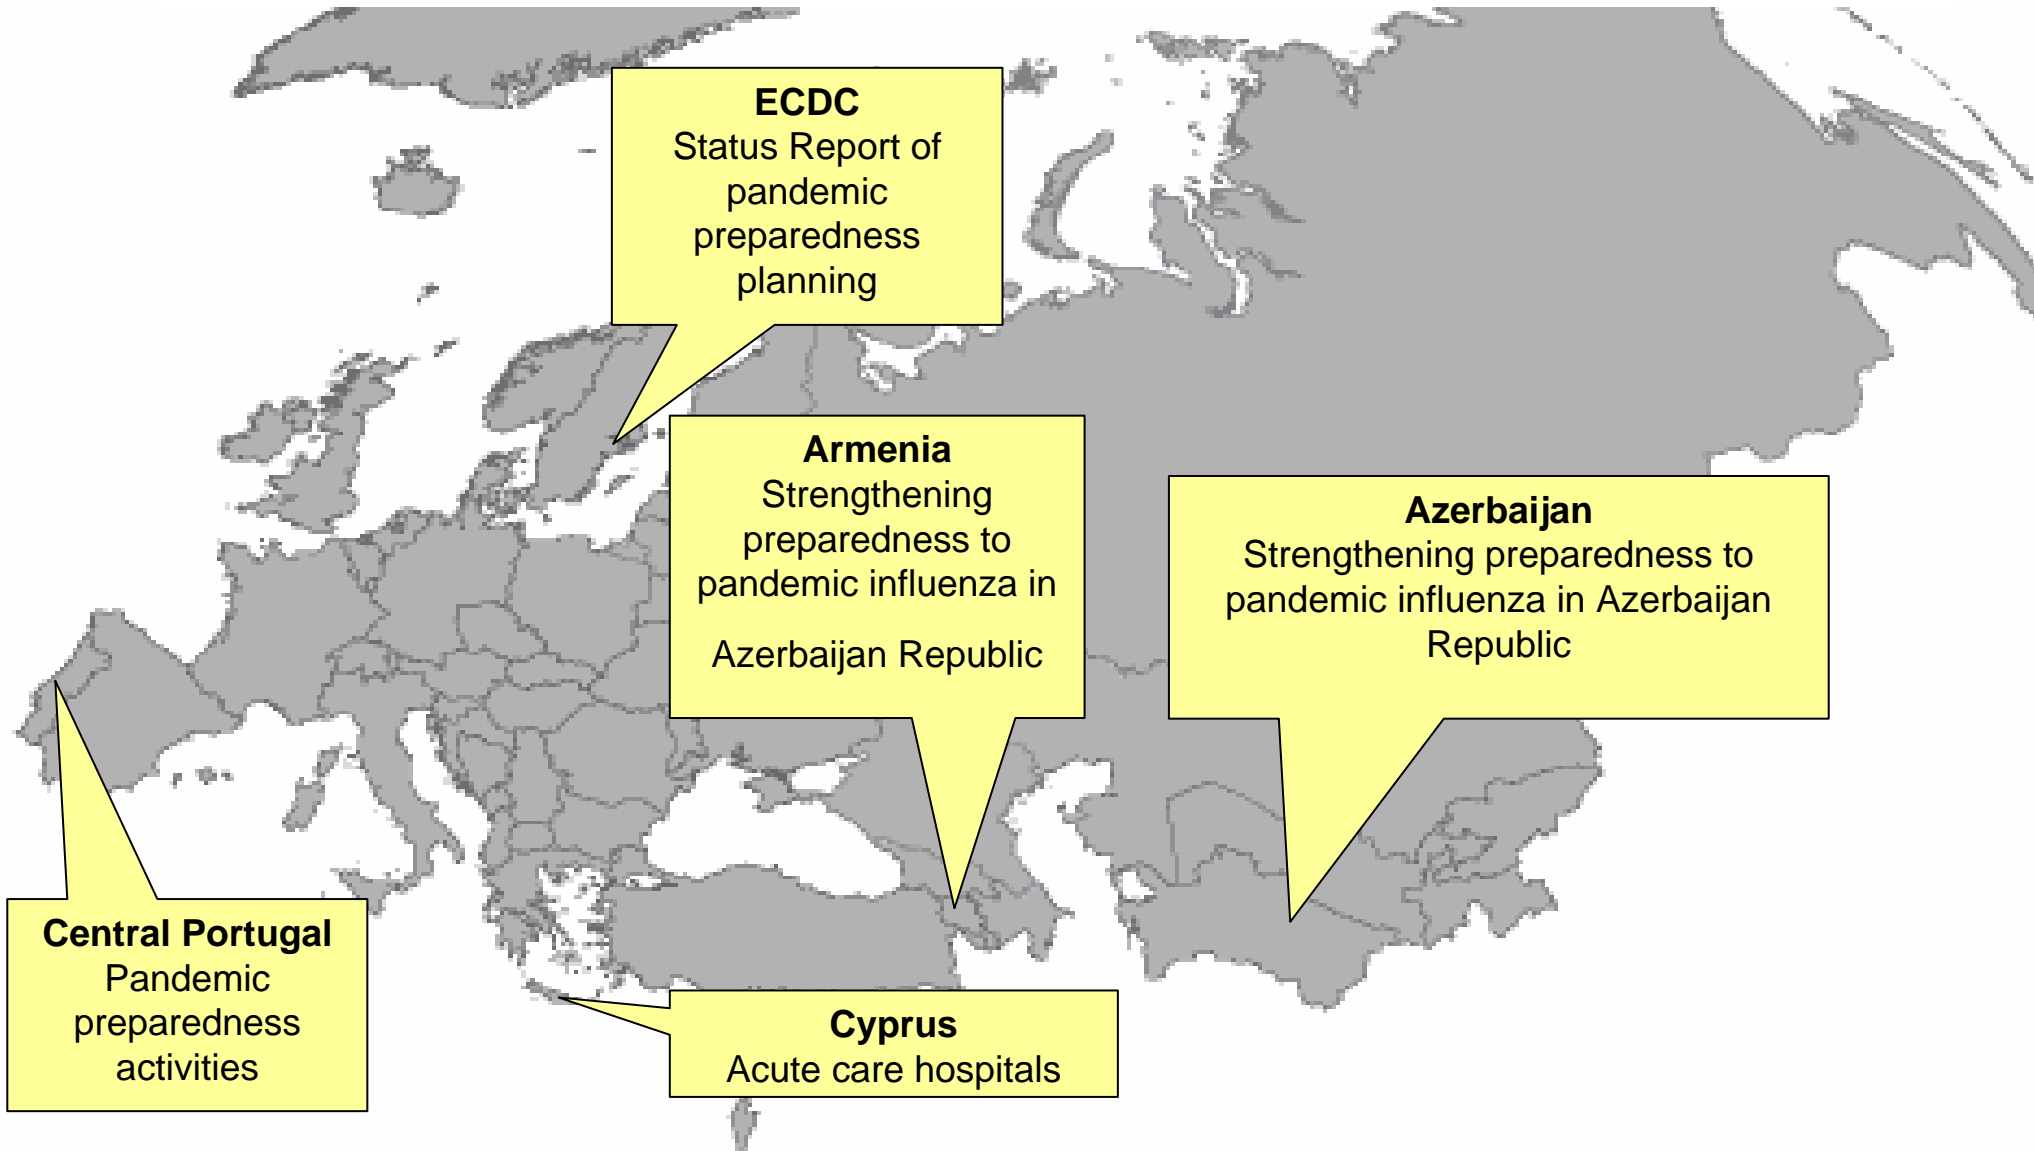 ECDC
Status Report of
pandemic
preparedness
planning
Armenia
Strengthening
preparedness to
pandemic influenza in
Azerbaijan Republic
Azerbaijan
Strengthening preparedness to
pandemic influenza in Azerbaijan
Republic
Central Portugal
Pandemic
preparedness
activities
Cyprus
Acute care hospitals